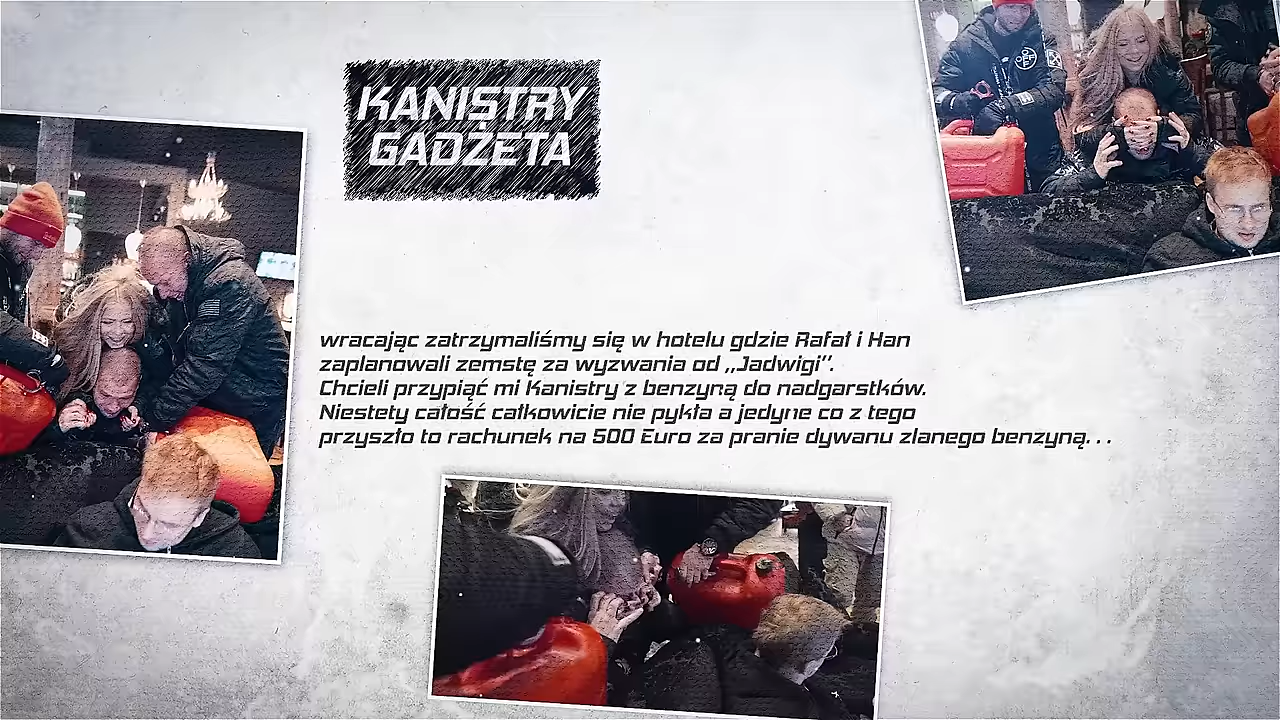 KANISTRY
GADŻETA
wracając zatrzymaliśmy się w hotelu gdzie Rafał i Han
zaplanowali zemstę za wyzwania od ,,Jadwigi".
Chcieli przypiąć mi Kanistry z benzyną do nadgarstków.
Niestety całość całkowicie nie pykła a jedyne co z tego
przyszło to rachunek na 500 Euro za pranie dywanu zlanego benzyną...